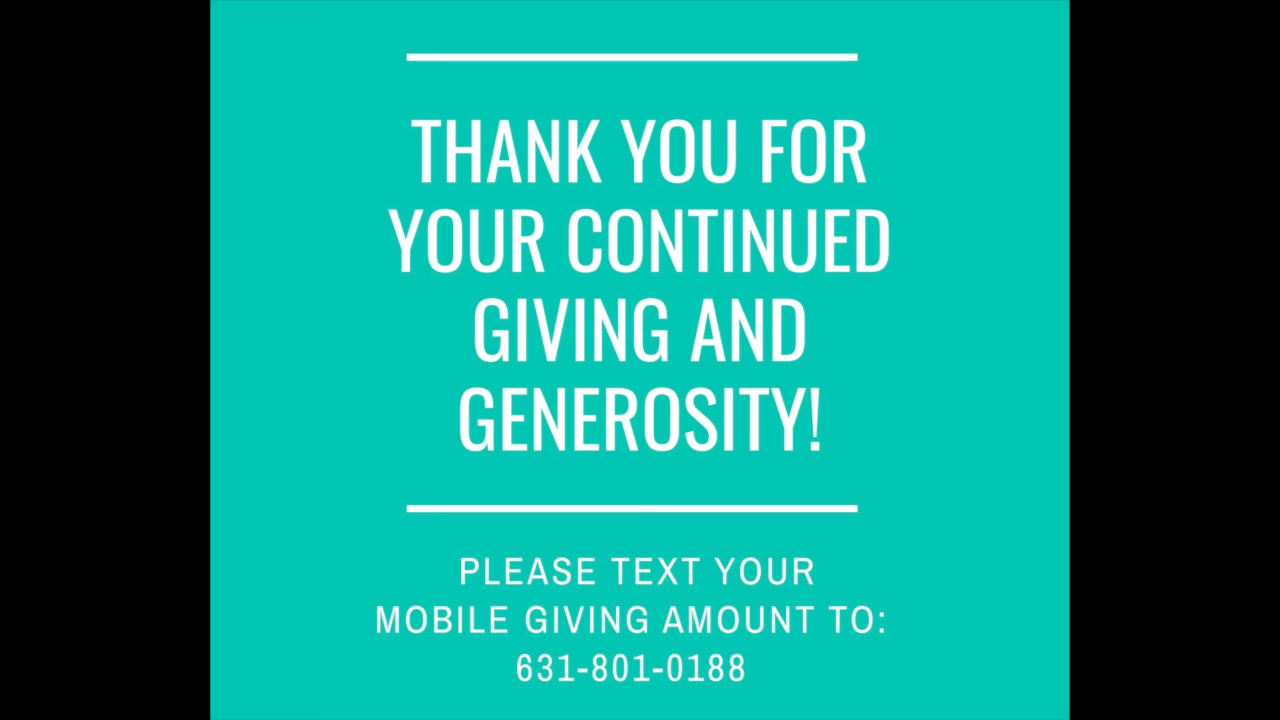 THANK YOU FOR
YOUR CONTINUED
GIVING AND
GENEROSITY!
PLEASE TEXT YOUR
MOBILE GIVING AMOUNT TO:
631-801-0188